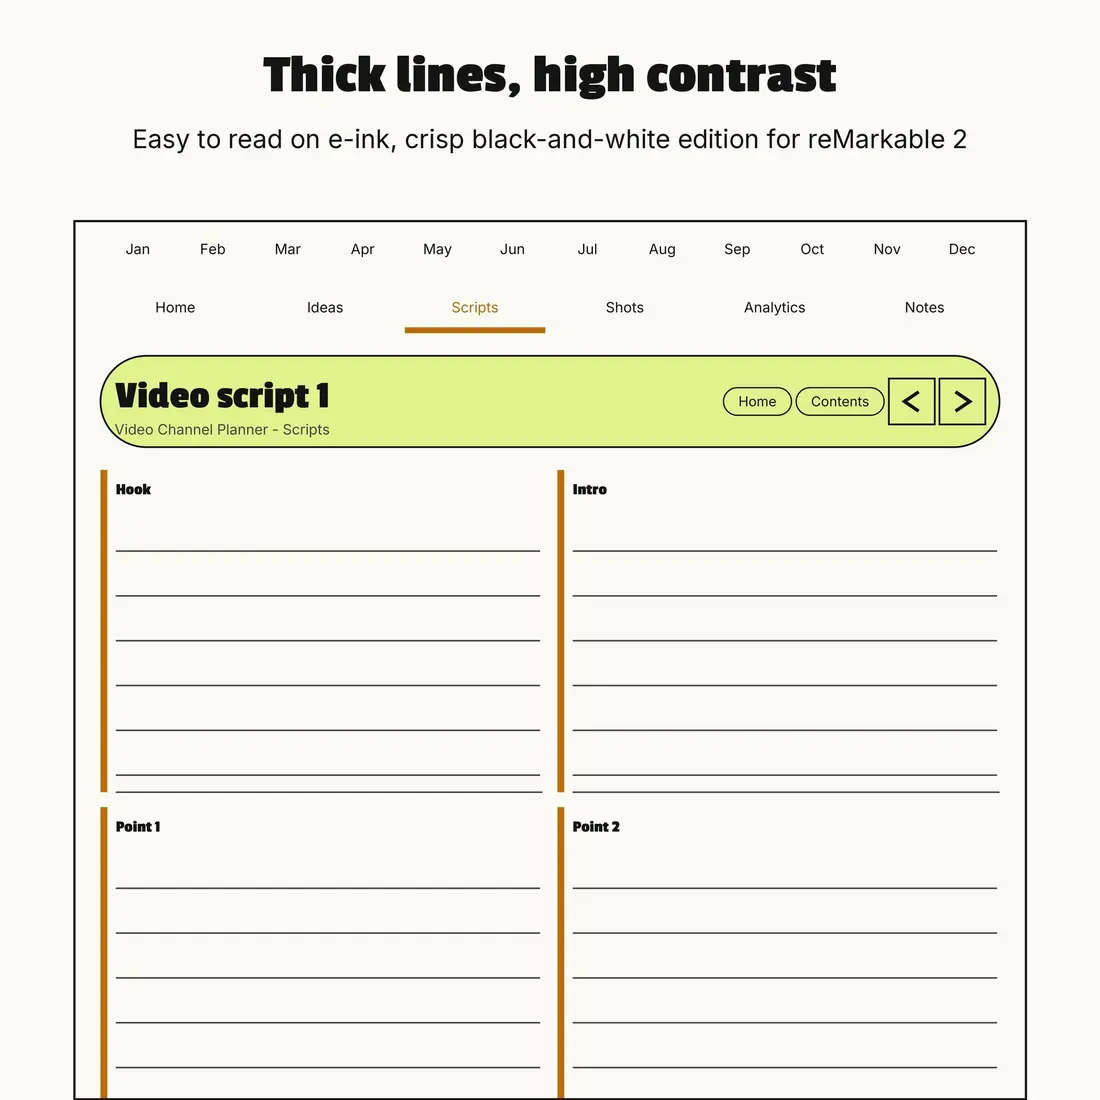 Thick lines, high contrast
Easy to read on e-ink, crisp black-and-white edition for reMarkable 2
Jan Feb Mar Apr May Jun Jul Aug Sep Oct Nov Dec
Home Ideas Scripts Shots Analytics Notes
Video script 1
Home Contents < >
Video Channel Planner - Scripts
Hook Intro
Point 1 Point 2